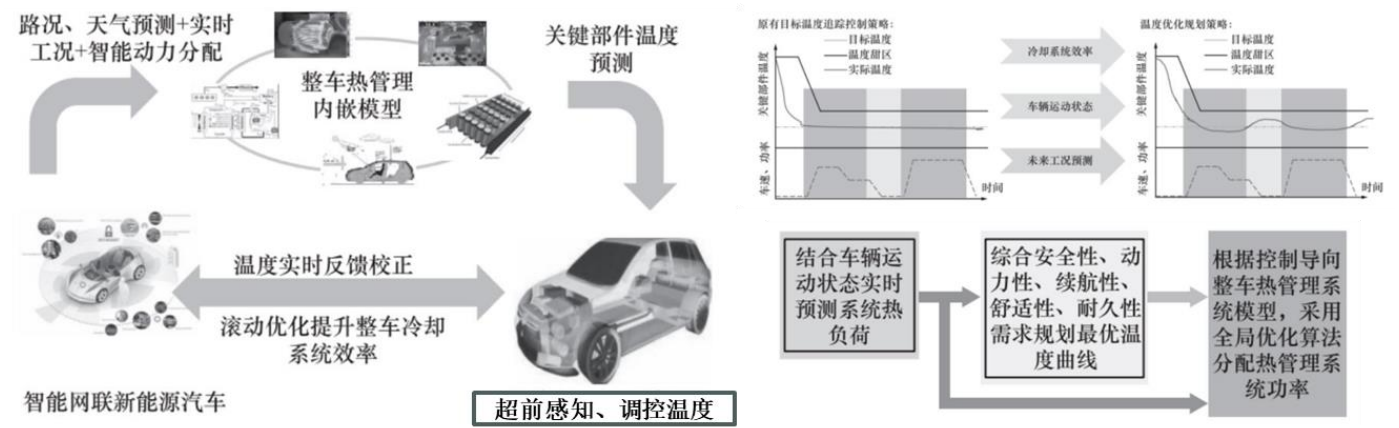 路况、天气预测+实时
工况+智能动力分配
整车热管理
内嵌模型
关键部件温度
预测
温度实时反馈校正
滚动优化提升整车冷却
系统效率
智能网联新能源汽车
超前感知、调控温度
原有目标温度追踪控制策略:
目标温度
温度甜区
实际温度
关键部件温度
车速、功率
时间
冷却系统效率
车辆运动状态
未来工况预测
温度优化规划策略:
目标温度
温度甜区
实际温度
关键部件温度
车速、功率
时间
结合车辆运
动状态实时
预测系统热
负荷
综合安全性、动
力性、续航性、
舒适性、耐久性
需求规划最优温
度曲线
根据控制导向
整车热管理系
统模型，采用
全局优化算法
分配热管理系
统功率